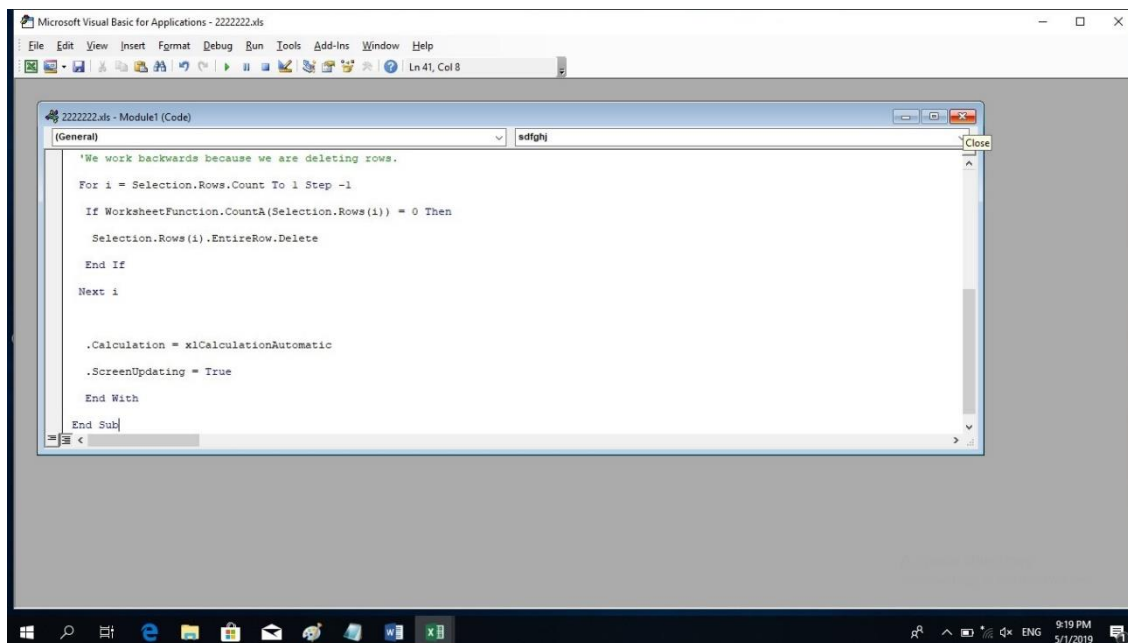 Microsoft Visual Basic for Applications - 2222222.xls
File Edit View Insert Format Debug Run Tools Add-Ins Window Help
Ln 41, Col 8
2222222.xls - Module1 (Code)
(General) sdfghj
Close
'We work backwards because we are deleting rows.
For i = Selection.Rows.Count To 1 Step -1
If WorksheetFunction.CountA(Selection.Rows(i)) = 0 Then
Selection.Rows(i).EntireRow.Delete
End If
Next i
.Calculation = xlCalculationAutomatic
.ScreenUpdating = True
End With
End Sub
ENG
9:19 PM
5/1/2019